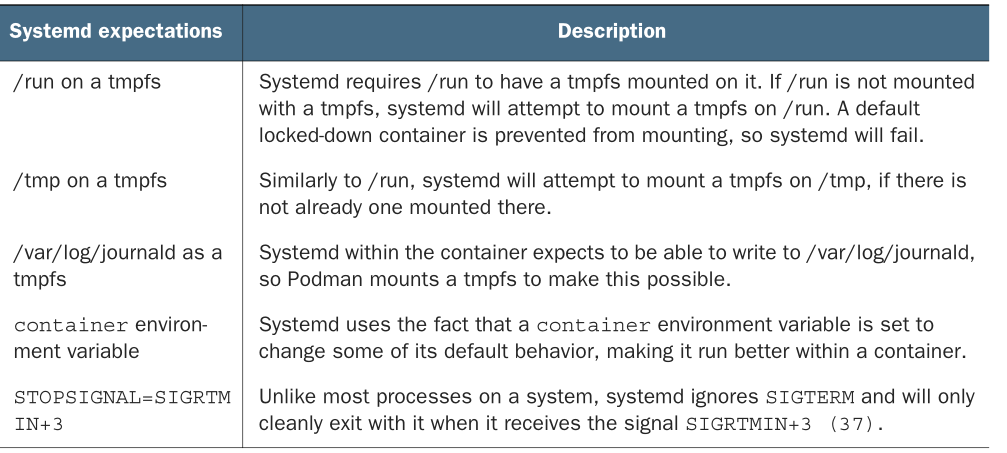 Systemd expectations Description
/run on a tmpfs
Systemd requires /run to have a tmpfs mounted on it. If /run is not mounted
with a tmpfs, systemd will attempt to mount a tmpfs on /run. A default
locked-down container is prevented from mounting, so systemd will fail.
/tmp on a tmpfs
Similarly to /run, systemd will attempt to mount a tmpfs on /tmp, if there is
not already one mounted there.
/var/log/journald as a
tmpfs
Systemd within the container expects to be able to write to /var/log/journald,
so Podman mounts a tmpfs to make this possible.
container environ-
ment variable
Systemd uses the fact that a container environment variable is set to
change some of its default behavior, making it run better within a container.
STOPSIGNAL=SIGRTM
IN+3
Unlike most processes on a system, systemd ignores SIGTERM and will only
cleanly exit with it when it receives the signal SIGRTMIN+3 (37).